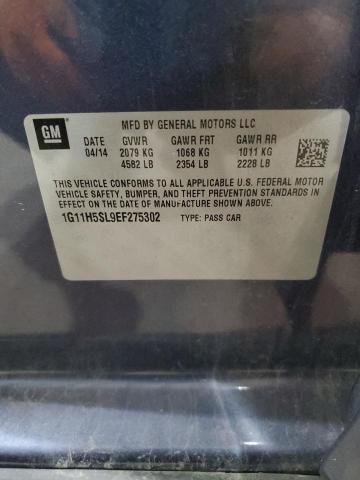 GM
MFD BY GENERAL MOTORS LLC
DATE GVWR GAWR FRT GAWR RR
04/14 2079 KG 1068 KG 1011 KG
4582 LB 2354 LB 2228 LB
THIS VEHICLE CONFORMS TO ALL APPLICABLE U.S. FEDERAL MOTOR
VEHICLE SAFETY, BUMPER, AND THEFT PREVENTION STANDARDS IN
EFFECT ON THE DATE OF MANUFACTURE SHOWN ABOVE.
1G11H5SL9EF275302 TYPE: PASS CAR